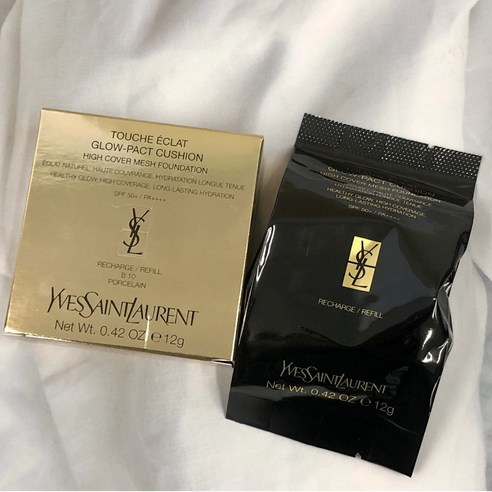 TOUCHE ÉCLAT
GLOW-PACT CUSHION
HIGH COVER MESH FOUNDATION
ÉCLAT NATUREL, HAUTE COUVRANCE, HYDRATATION LONGUE TENUE
HEALTHY GLOW, HIGH COVERAGE, LONG-LASTING HYDRATION
SPF 50+ / PA++++
YSL
RECHARGE / REFILL
B 10
PORCELAIN
YVESSAINTLAURENT
Net Wt. 0.42 OZ ℮ 12g
GLOW-PACT CUSHION
HIGH COVER MESH FOUNDATION
HEALTHY GLOW, HIGH COVERAGE,
LONG-LASTING HYDRATION
SPF 50+ / PA++++
YSL
RECHARGE / REFILL
YVESSAINTLAURENT
Net Wt. 0.42 OZ ℮ 12g